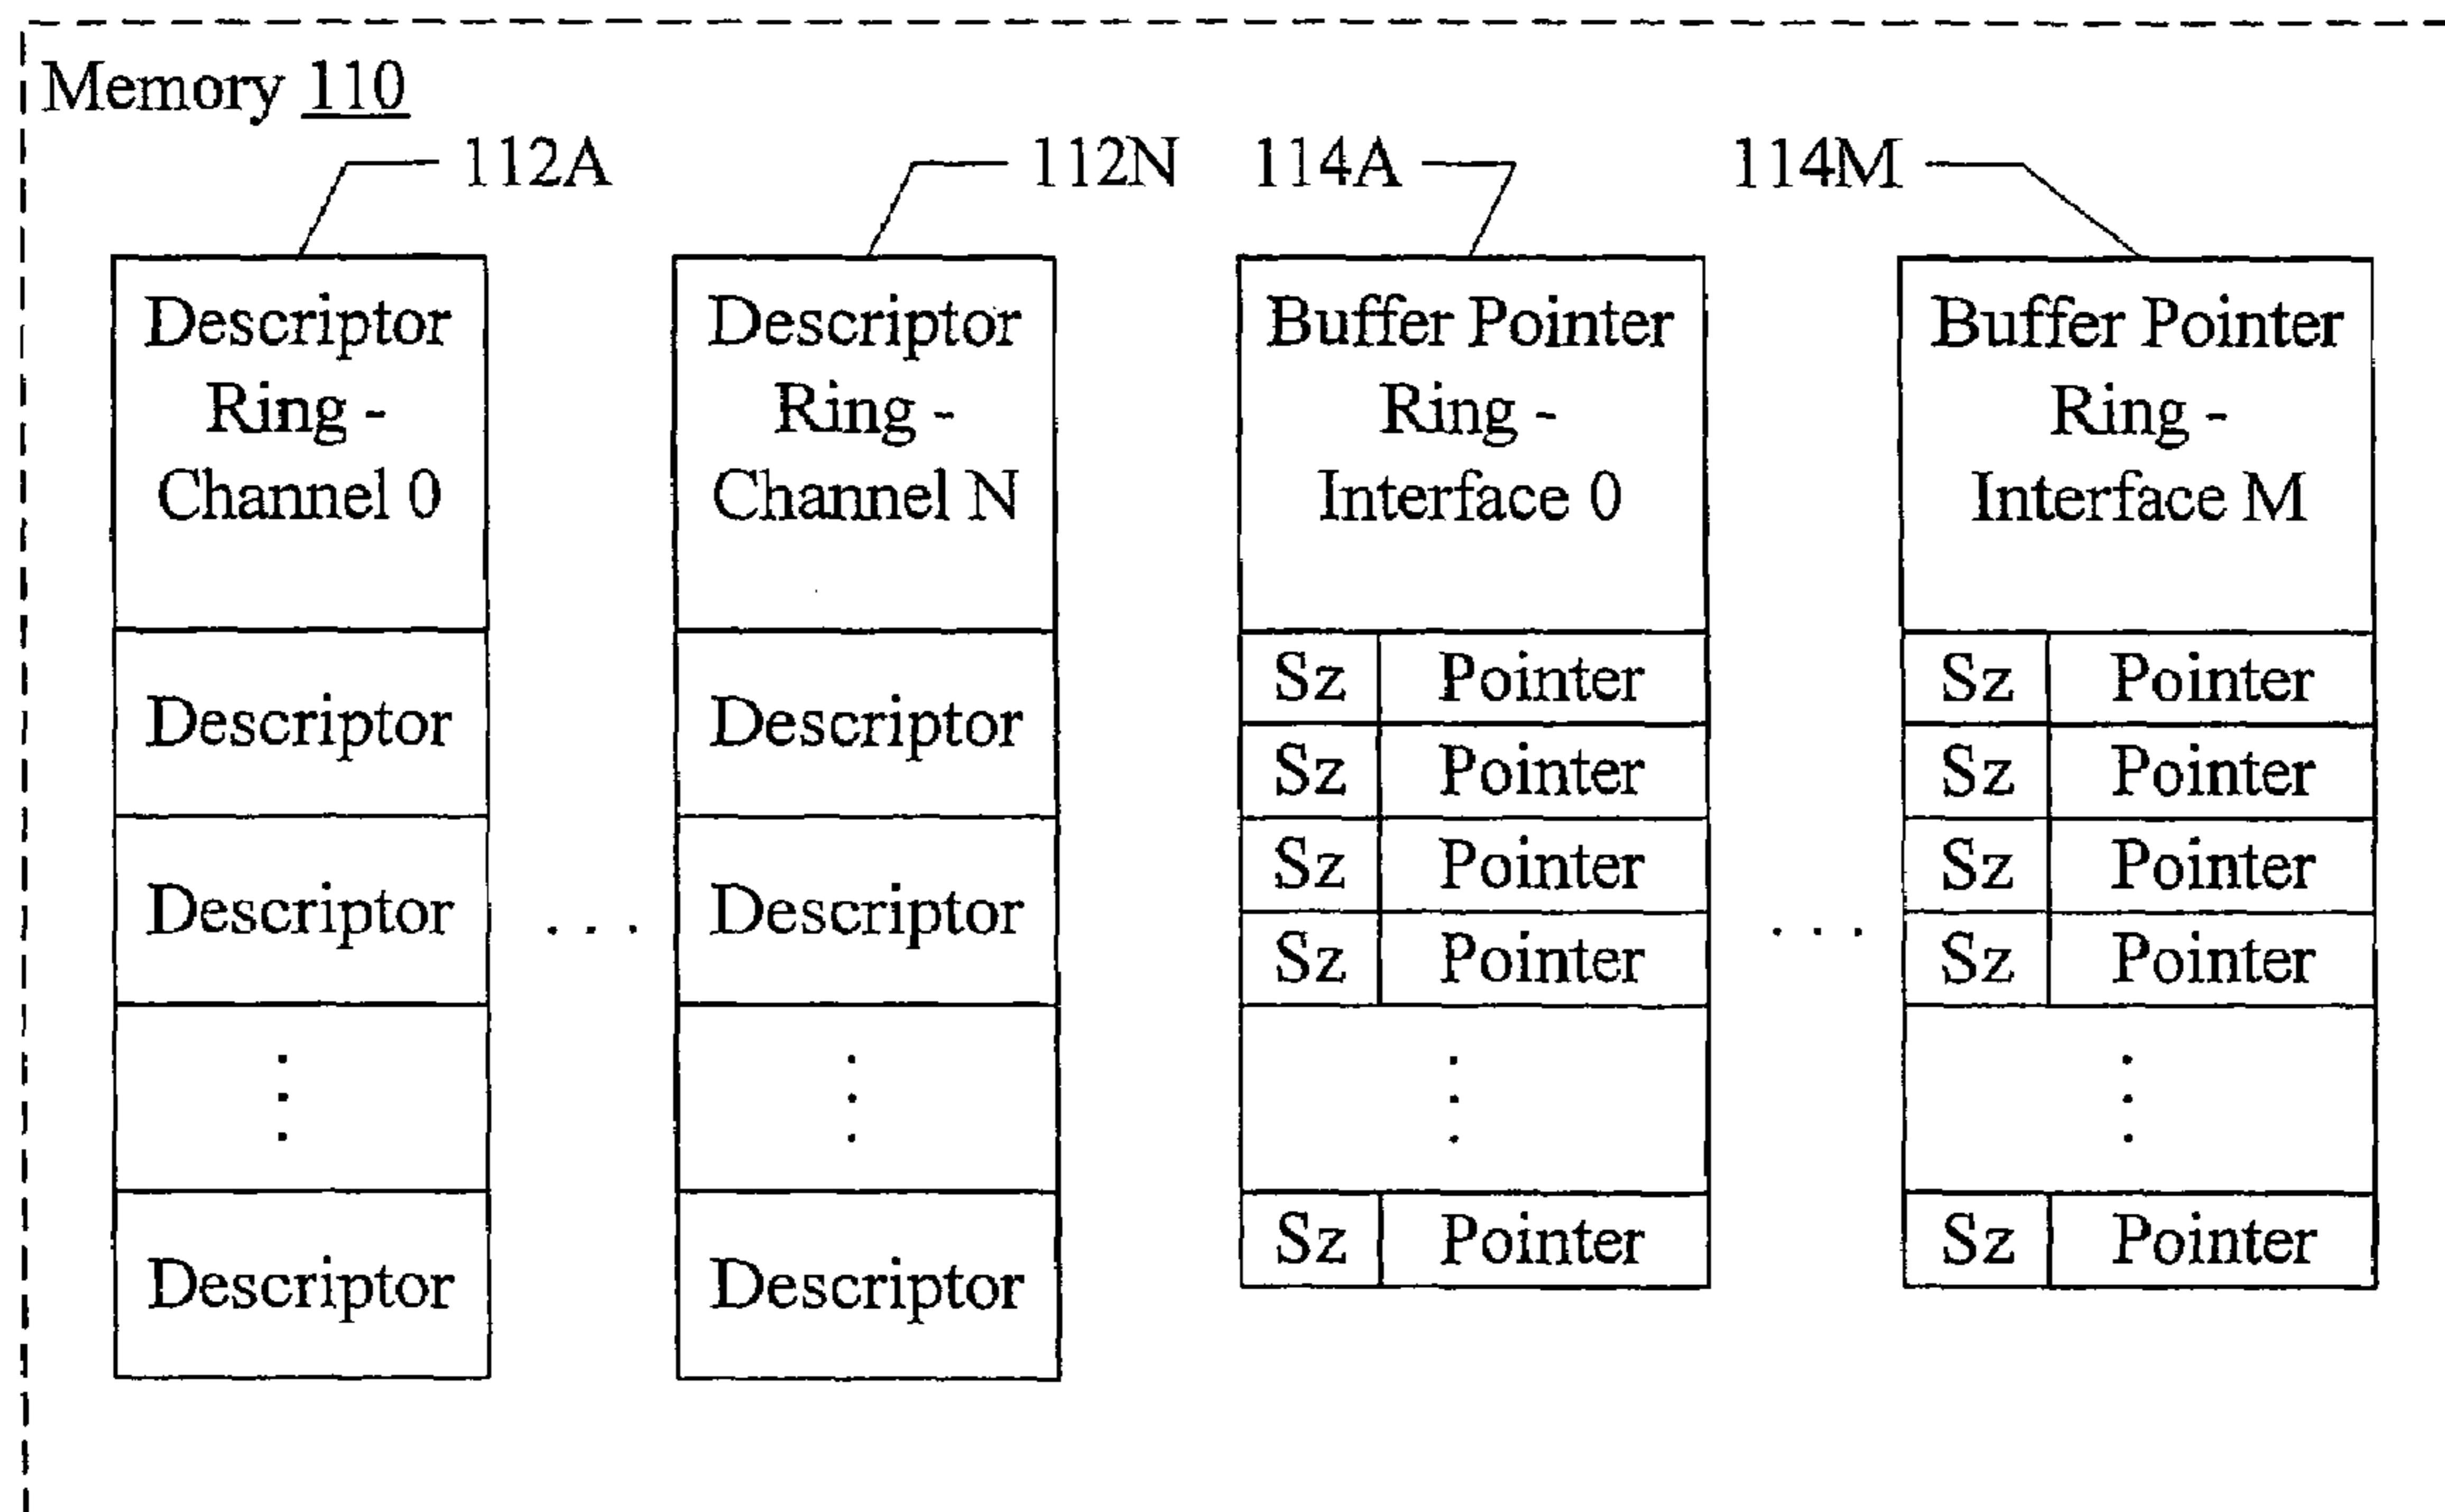 Memory 110
112A
112N
114A
114M
Descriptor
Ring -
Channel 0
Descriptor
Descriptor
⋮
Descriptor
. . .
Descriptor
Ring -
Channel N
Descriptor
Descriptor
⋮
Descriptor
Buffer Pointer
Ring -
Interface 0
Sz Pointer
Sz Pointer
Sz Pointer
Sz Pointer
⋮
Sz Pointer
. . .
Buffer Pointer
Ring -
Interface M
Sz Pointer
Sz Pointer
Sz Pointer
Sz Pointer
⋮
Sz Pointer